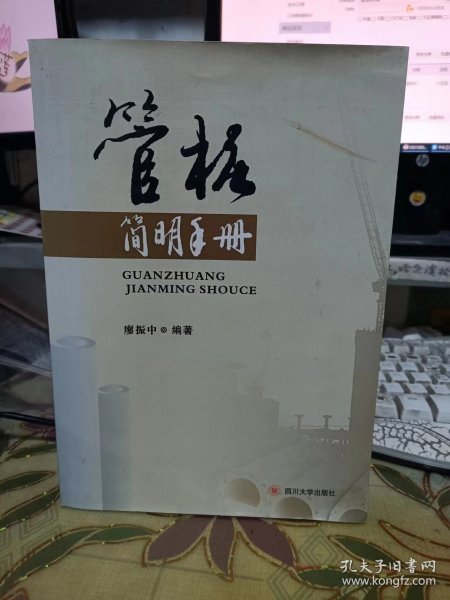 管桩
简明手册
GUANZHUANG
JIANMING SHOUCE
廖振中 编著
四川大学出版社
孔夫子旧书网
www.kongfz.com